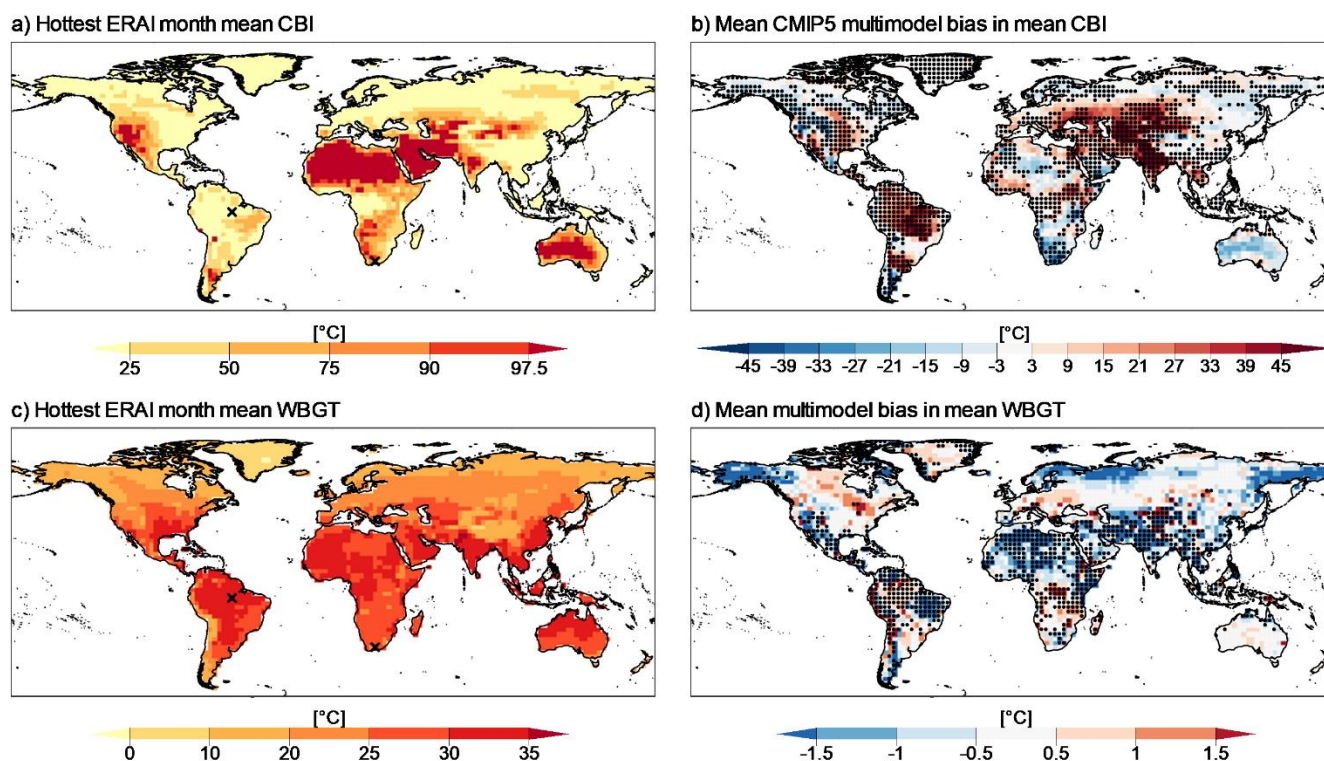 a) Hottest ERAI month mean CBI
b) Mean CMIP5 multimodel bias in mean CBI
[°C]
25 50 75 90 97.5
[°C]
-45 -39 -33 -27 -21 -15 -9 -3 3 9 15 21 27 33 39 45
c) Hottest ERAI month mean WBGT
d) Mean multimodel bias in mean WBGT
[°C]
0 10 20 25 30 35
[°C]
-1.5 -1 -0.5 0.5 1 1.5